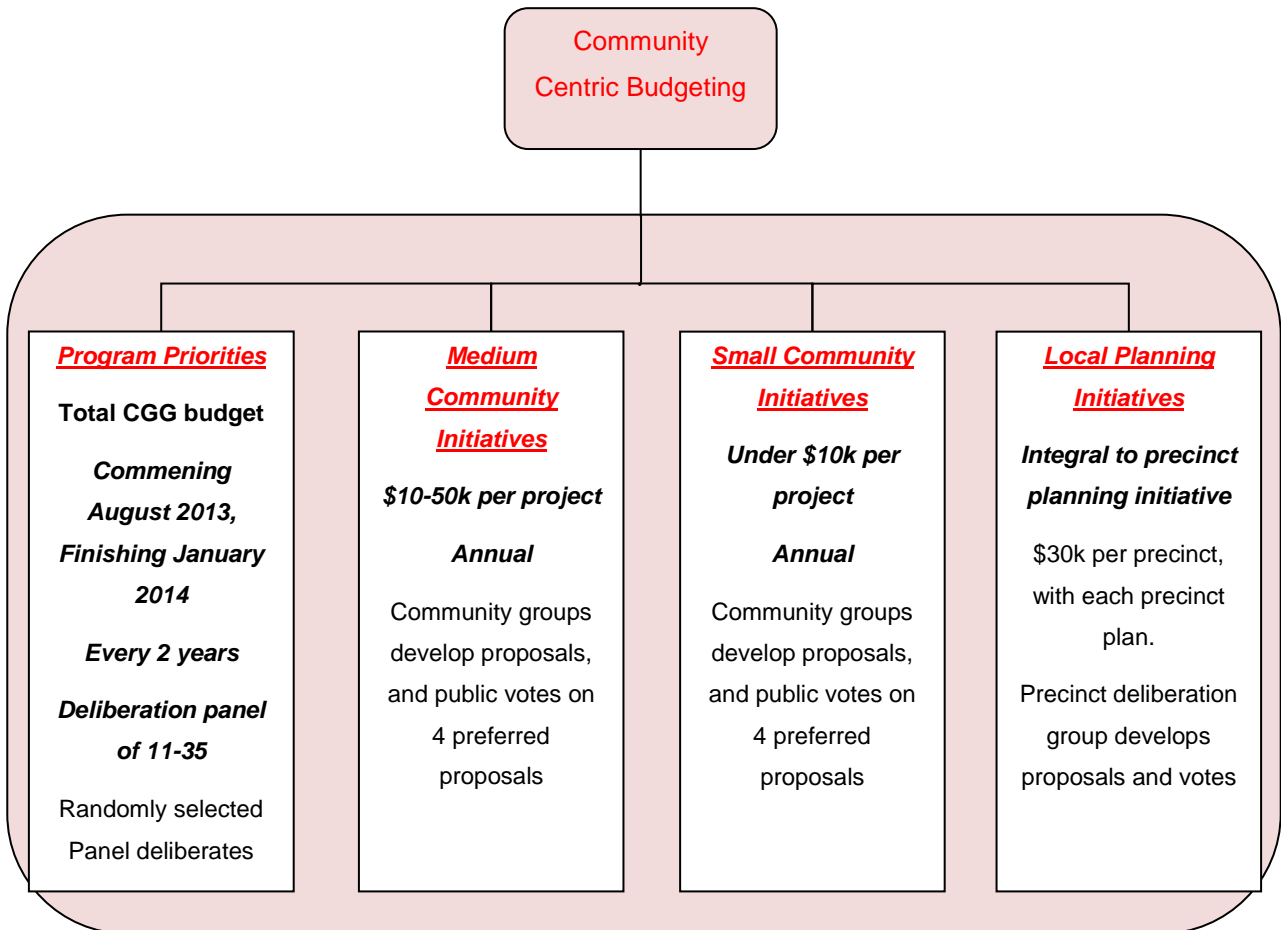 Community
Centric Budgeting
Program Priorities
Total CGG budget
Commening
August 2013,
Finishing January
2014
Every 2 years
Deliberation panel
of 11-35
Randomly selected
Panel deliberates
Medium
Community
Initiatives
$10-50k per project
Annual
Community groups
develop proposals,
and public votes on
4 preferred
proposals
Small Community
Initiatives
Under $10k per
project
Annual
Community groups
develop proposals,
and public votes on
4 preferred
proposals
Local Planning
Initiatives
Integral to precinct
planning initiative
$30k per precinct,
with each precinct
plan.
Precinct deliberation
group develops
proposals and votes